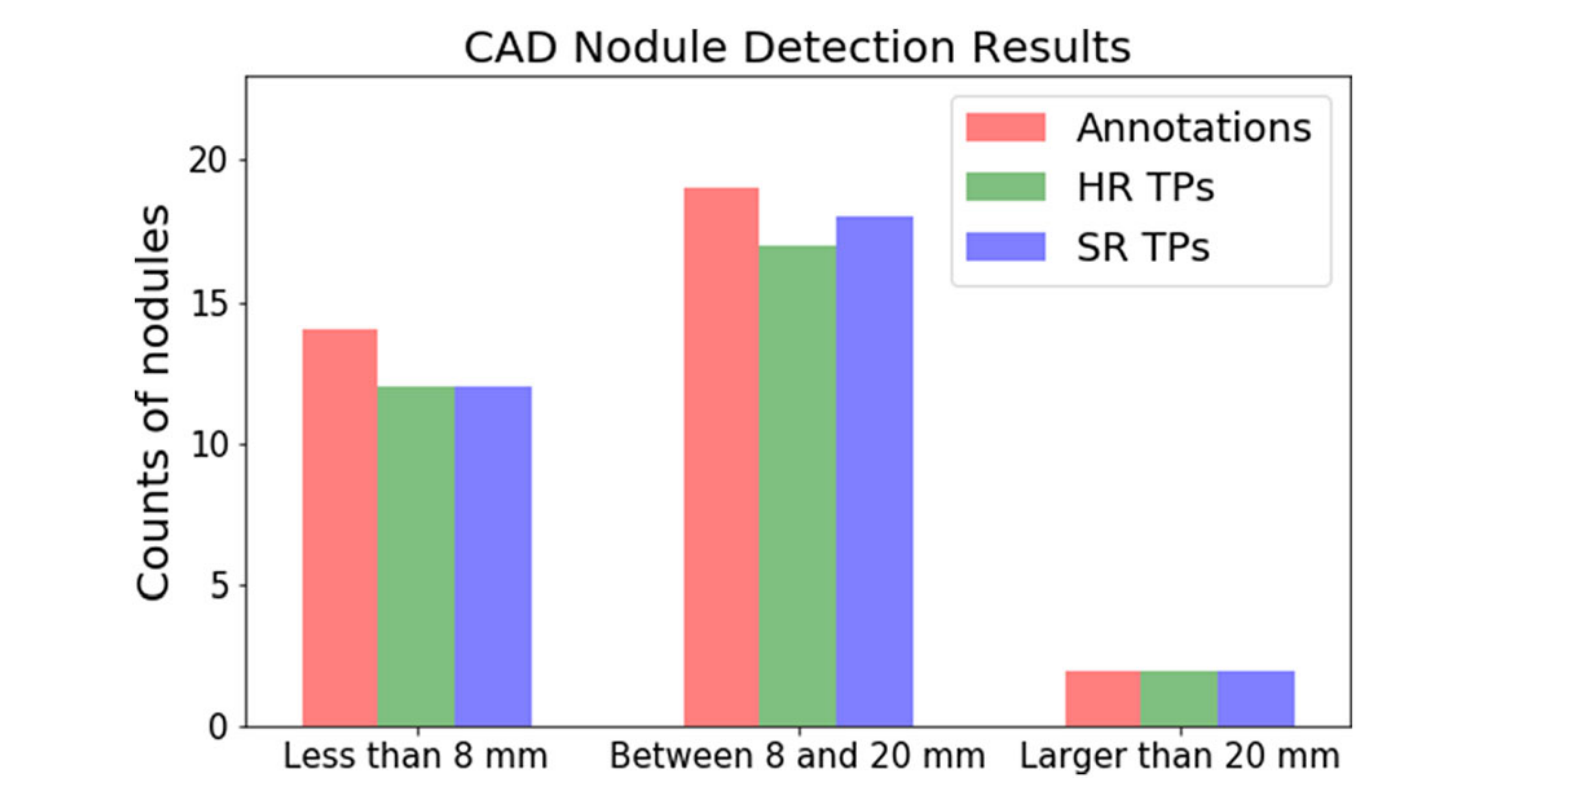 CAD Nodule Detection Results
Annotations
HR TPs
SR TPs
Counts of nodules
20
15
10
5
0
Less than 8 mm
Between 8 and 20 mm
Larger than 20 mm